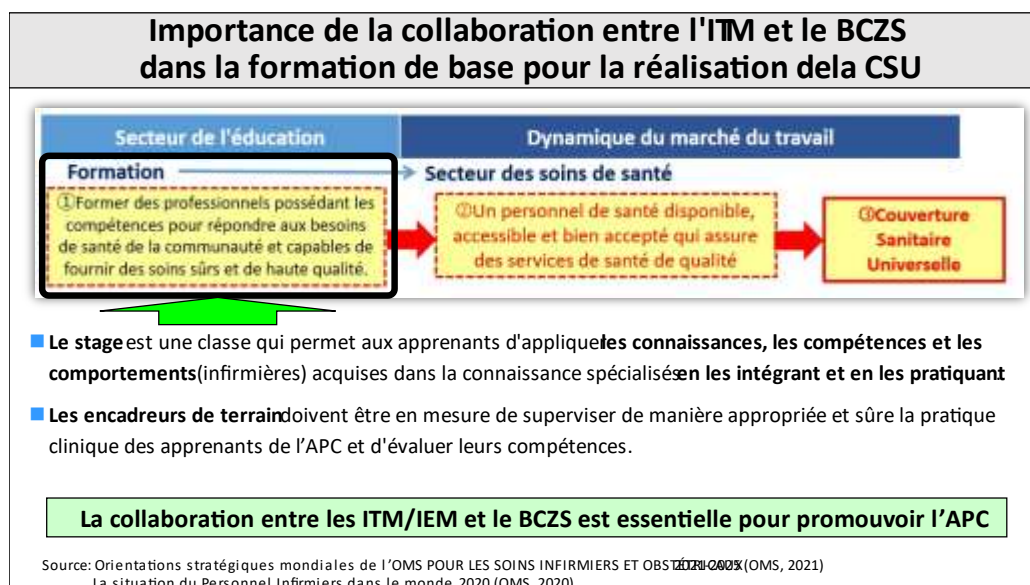 Importance de la collaboration entre l'ITM et le BCZS
dans la formation de base pour la réalisation dela CSU
Secteur de l'éducation
Dynamique du marché du travail
Formation
Secteur des soins de santé
①Former des professionnels possédant les
compétences pour répondre aux besoins
de santé de la communauté et capables de
fournir des soins sûrs et de haute qualité.
②Un personnel de santé disponible,
accessible et bien accepté qui assure
des services de santé de qualité
③Couverture
Sanitaire
Universelle
Le stage est une classe qui permet aux apprenants d'appliquer les connaissances, les compétences et les
comportements (infirmières) acquises dans la connaissance spécialisés en les intégrant et en les pratiquant
Les encadreurs de terrain doivent être en mesure de superviser de manière appropriée et sûre la pratique
clinique des apprenants de l’APC et d'évaluer leurs compétences.
La collaboration entre les ITM/IEM et le BCZS est essentielle pour promouvoir l’APC
Source: Orientations stratégiques mondiales de l'OMS POUR LES SOINS INFIRMIERS ET OBSTÉTRICAUX 2021-2025 (OMS, 2021)
La situation du Personnel Infirmiers dans le monde 2020 (OMS, 2020)